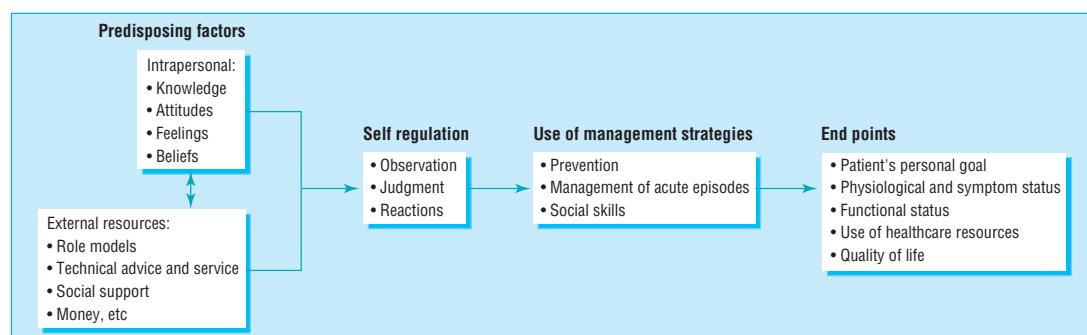 Predisposing factors
Intrapersonal:
• Knowledge
• Attitudes
• Feelings
• Beliefs
External resources:
• Role models
• Technical advice and service
• Social support
• Money, etc
Self regulation
• Observation
• Judgment
• Reactions
Use of management strategies
• Prevention
• Management of acute episodes
• Social skills
End points
• Patient's personal goal
• Physiological and symptom status
• Functional status
• Use of healthcare resources
• Quality of life